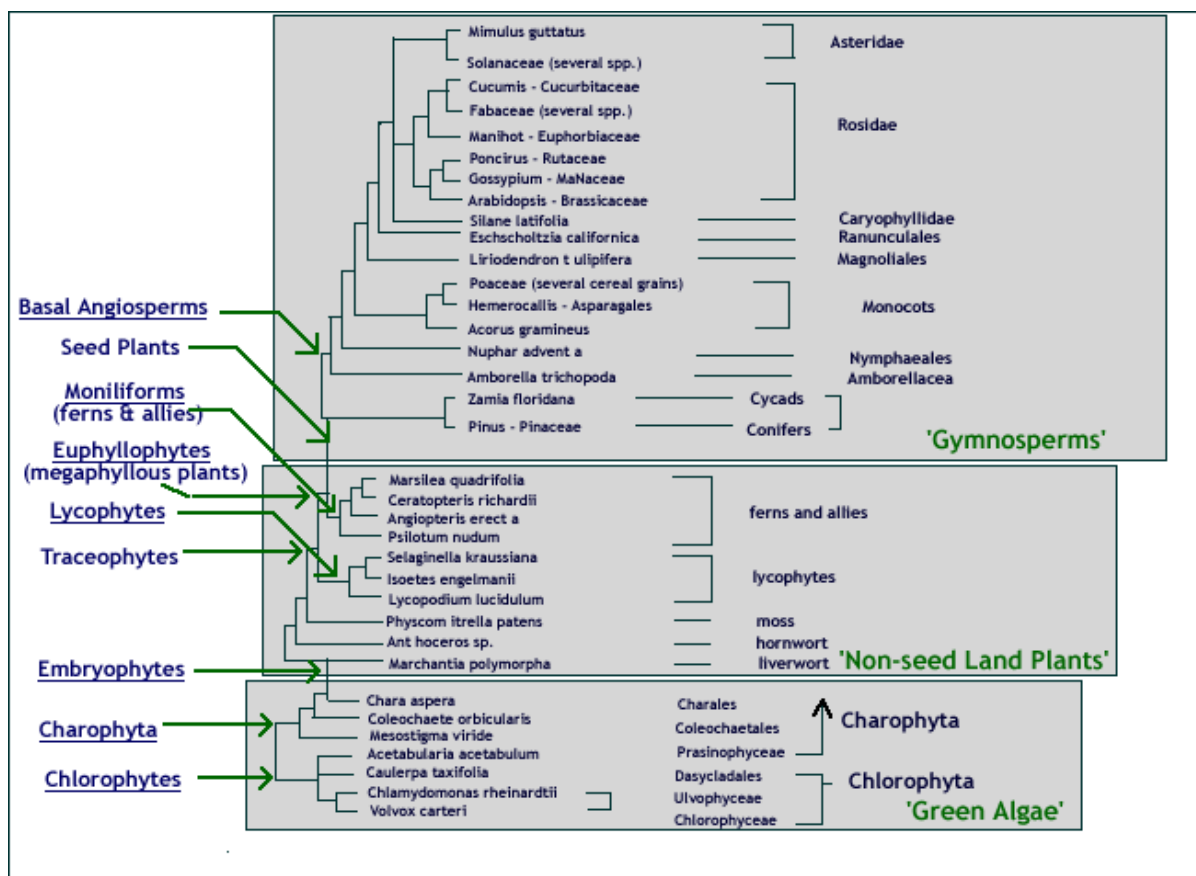 Mimulus guttatus
Asteridae
Solanaceae (several spp.)
Cucumis - Cucurbitaceae
Fabaceae (several spp.)
Rosidae
Manihot - Euphorbiaceae
Poncirus - Rutaceae
Gossypium - MaNaceae
Arabidopsis - Brassicaceae
Silane latifolia
Caryophyllidae
Eschscholtzia californica
Ranunculales
Liriodendron t ulipifera
Magnoliales
Poaceae (several cereal grains)
Hemerocallis - Asparagales
Monocots
Acorus gramineus
Nuphar advent a
Nymphaeales
Amborella trichopoda
Amborellacea
Zamia floridana
Cycads
Pinus - Pinaceae
Conifers
'Gymnosperms'
Basal Angiosperms
Seed Plants
Moniliforms
(ferns & allies)
Euphyllophytes
(megaphyllous plants)
Lycophytes
Traceophytes
Marsilea quadrifolia
Ceratopteris richardii
Angiopteris erect a
ferns and allies
Psilotum nudum
Selaginella kraussiana
Isoetes engelmanii
lycophytes
Lycopodium lucidulum
Physcom itrella patens
moss
Ant hoceros sp.
hornwort
Marchantia polymorpha
liverwort
'Non-seed Land Plants'
Embryophytes
Charophyta
Chlorophytes
Chara aspera
Charales
Coleochaete orbicularis
Coleochaetales
Charophyta
Mesostigma viride
Prasinophyceae
Acetabularia acetabulum
Dasycladales
Caulerpa taxifolia
Chlorophyta
Chlamydomonas rheinardtii
Ulvophyceae
Volvox carteri
Chlorophyceae
'Green Algae'